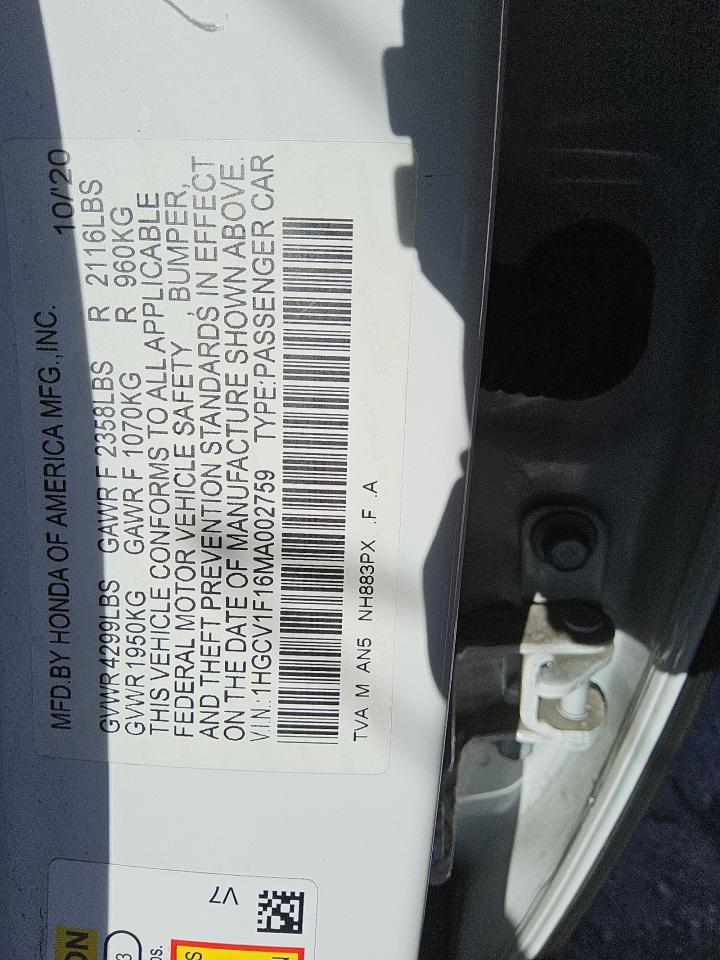 MFD.BY HONDA OF AMERICA MFG.,INC. 10/'20
GVWR 4299LBS GAWR F 2358LBS R 2116LBS
GVWR 1950KG GAWR F 1070KG R 960KG
THIS VEHICLE CONFORMS TO ALL APPLICABLE
FEDERAL MOTOR VEHICLE SAFETY , BUMPER,
AND THEFT PREVENTION STANDARDS IN EFFECT
ON THE DATE OF MANUFACTURE SHOWN ABOVE.
V.I.N.:1HGCV1F16MA002759 TYPE:PASSENGER CAR
TVA M AN5 NH883PX .F .A
V7